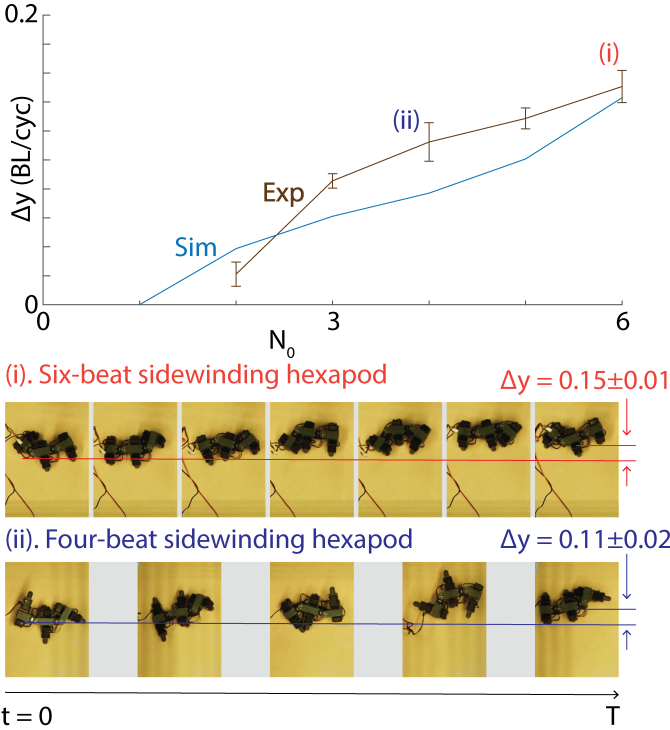 0.2
Δy (BL/cyc)
0
(i)
(ii)
Exp
Sim
0
3
6
N0
(i). Six-beat sidewinding hexapod
Δy = 0.15±0.01
(ii). Four-beat sidewinding hexapod
Δy = 0.11±0.02
t = 0
T